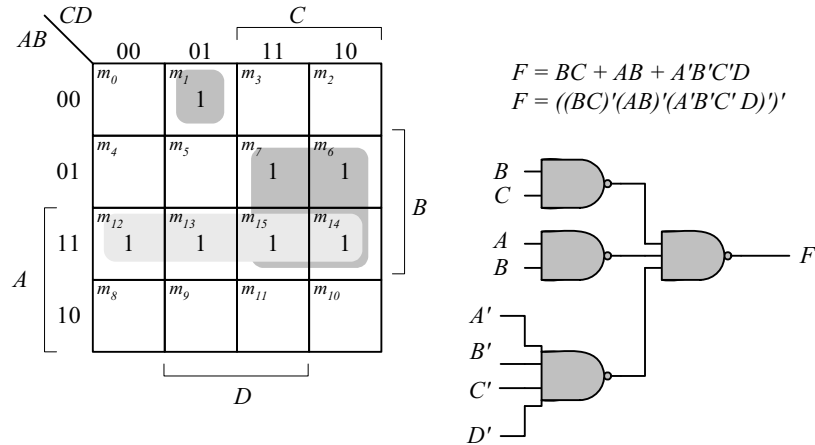 CD
C
AB
00 01 11 10
m0 m1 m3 m2
00 1
m4 m5 m7 m6
01 1 1
B
m12 m13 m15 m14
11 1 1 1 1
A
m8 m9 m11 m10
10
D
F = BC + AB + A'B'C'D
F = ((BC)'(AB)'(A'B'C' D)')'
B
C
A
B
F
A'
B'
C'
D'